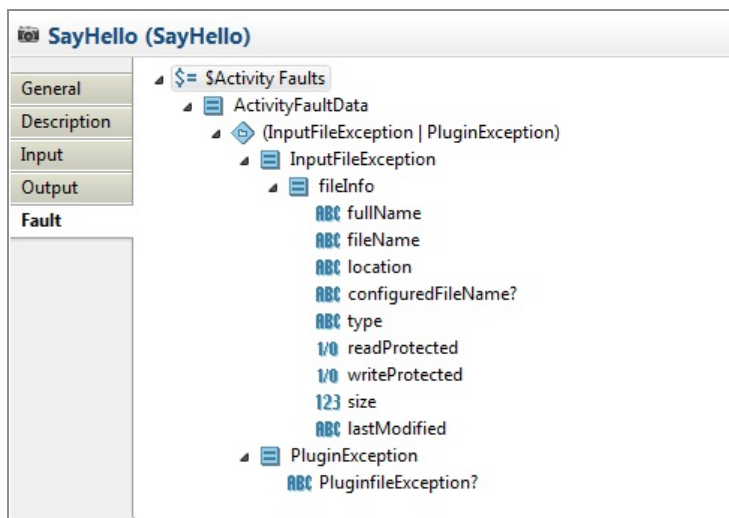 SayHello (SayHello)
General
Description
Input
Output
Fault
$= $Activity Faults
ActivityFaultData
(InputFileException | PluginException)
InputFileException
fileInfo
ABC fullName
ABC fileName
ABC location
ABC configuredFileName?
ABC type
1/0 readProtected
1/0 writeProtected
123 size
ABC lastModified
PluginException
ABC PluginfileException?